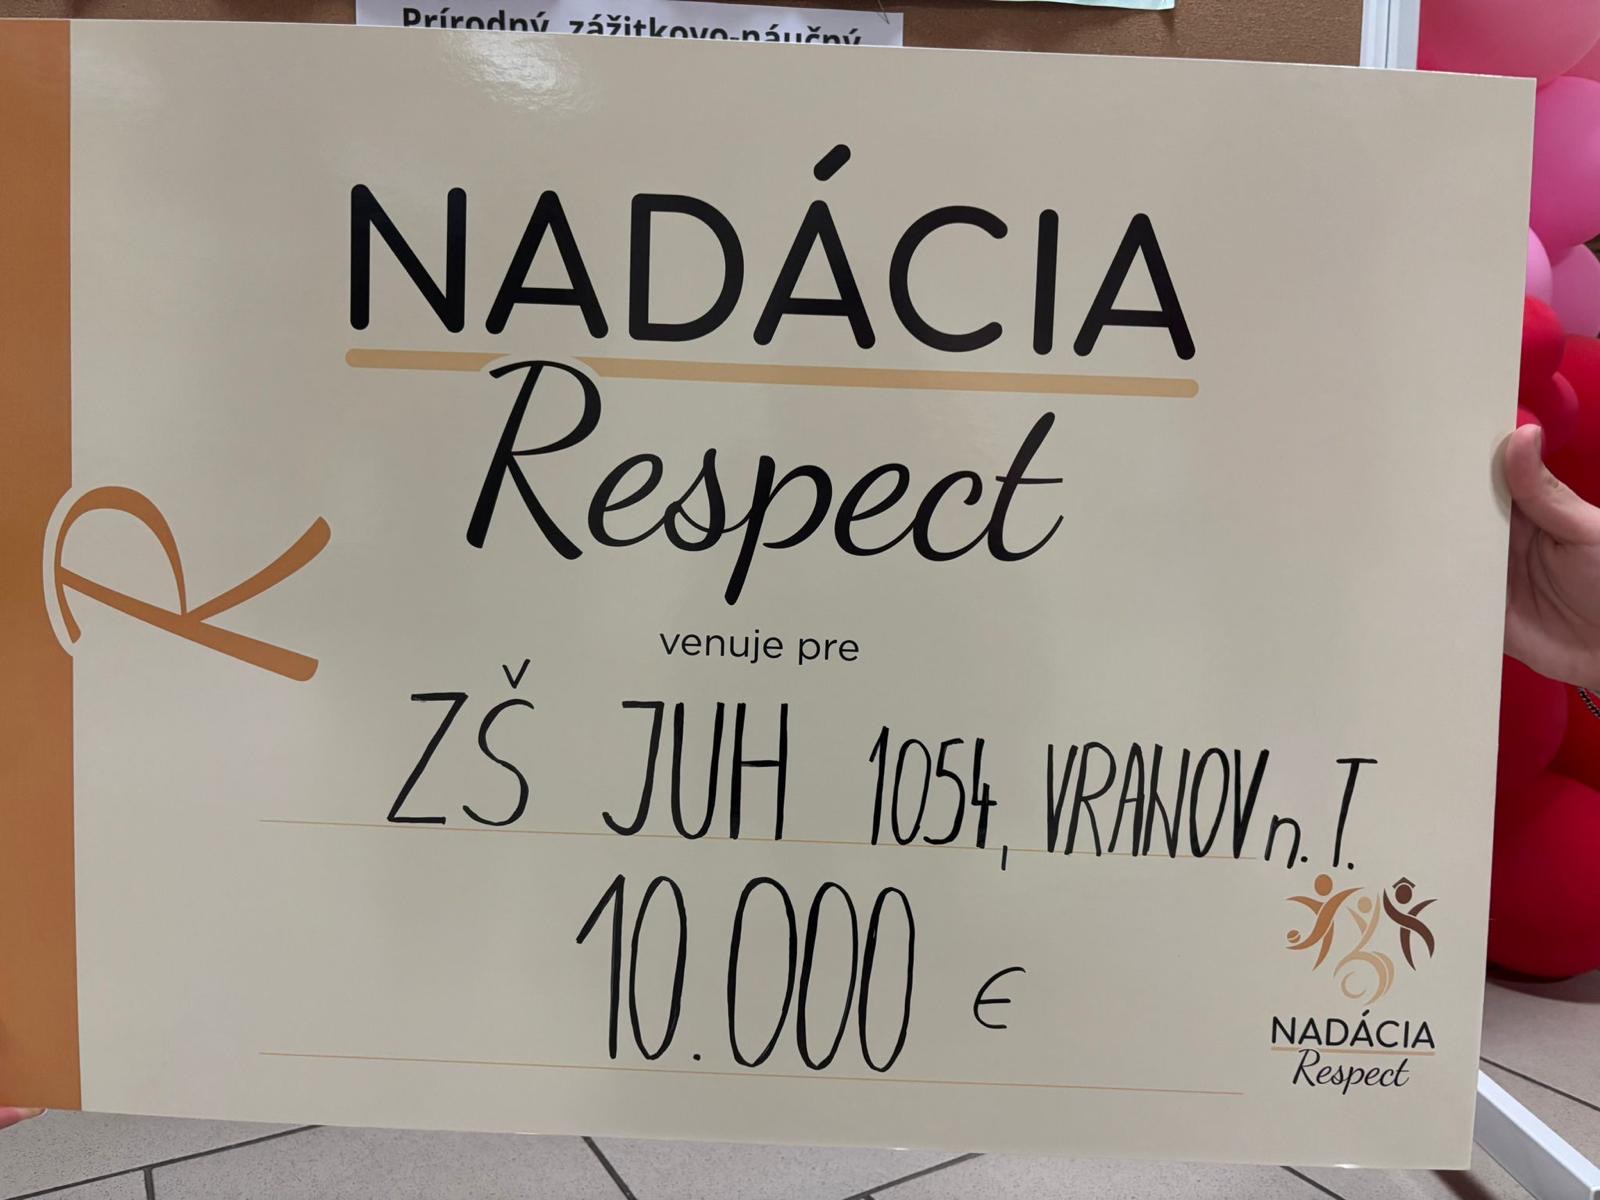 Prírodný, zážitkovo-náučný
NADÁCIA
Respect
R
venuje pre
ZŠ JUH 1054, VRANOV n. T.
10.000 €
NADÁCIA
Respect